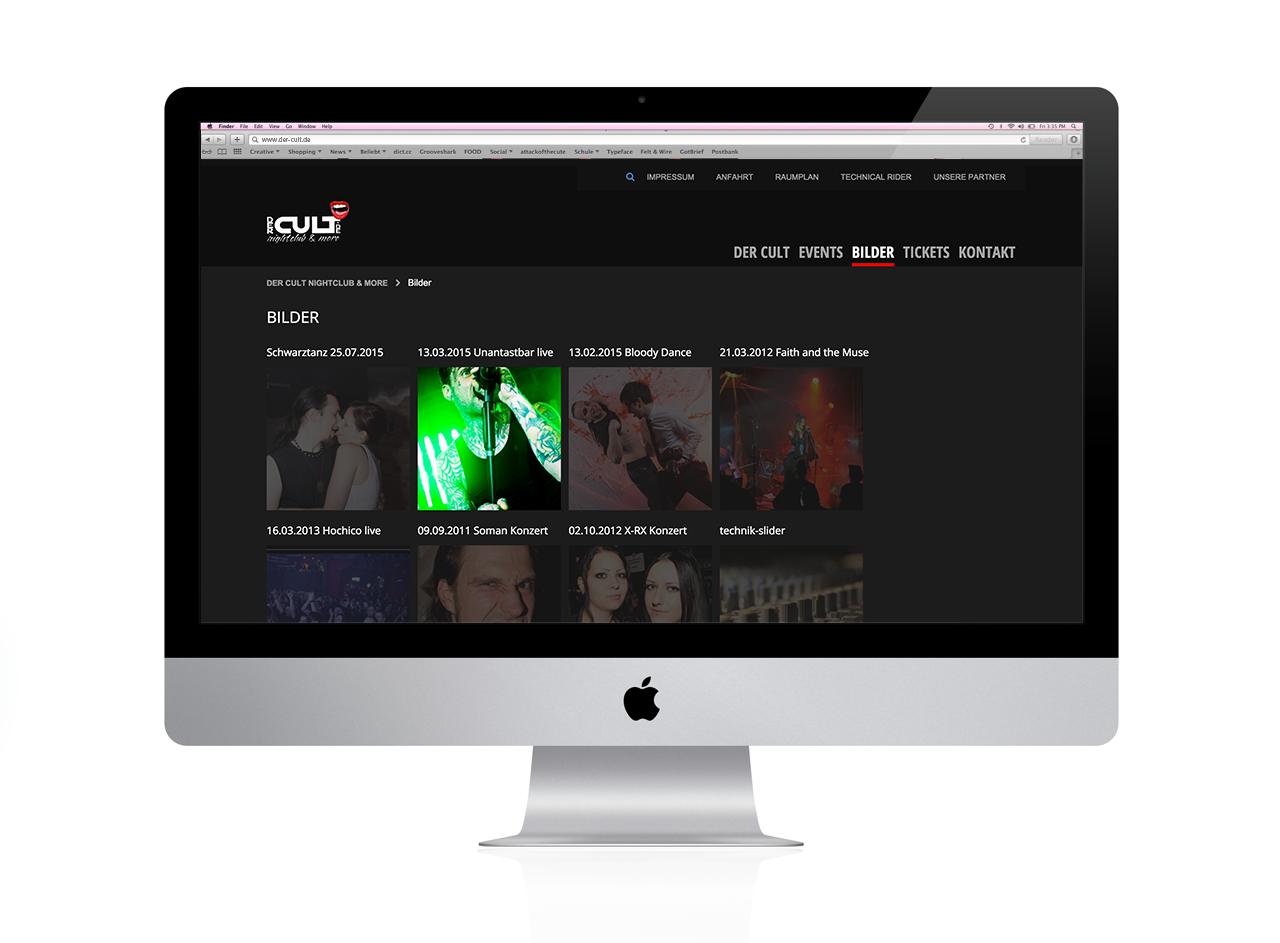 Finder File Edit View Go Window Help Fri 3:35 PM
www.der-cult.de Reader
Creative Shopping News Beliebt dict.cc Grooveshark FOOD Social attackofthecute Schule Typeface Felt & Wire GotBrief Postbank
IMPRESSUM ANFAHRT RAUMPLAN TECHNICAL RIDER UNSERE PARTNER
DER CULT
nightclub & more
DER CULT EVENTS BILDER TICKETS KONTAKT
DER CULT NIGHTCLUB & MORE > Bilder
BILDER
Schwarztanz 25.07.2015 13.03.2015 Unantastbar live 13.02.2015 Bloody Dance 21.03.2012 Faith and the Muse
16.03.2013 Hochico live 09.09.2011 Soman Konzert 02.10.2012 X-RX Konzert technik-slider